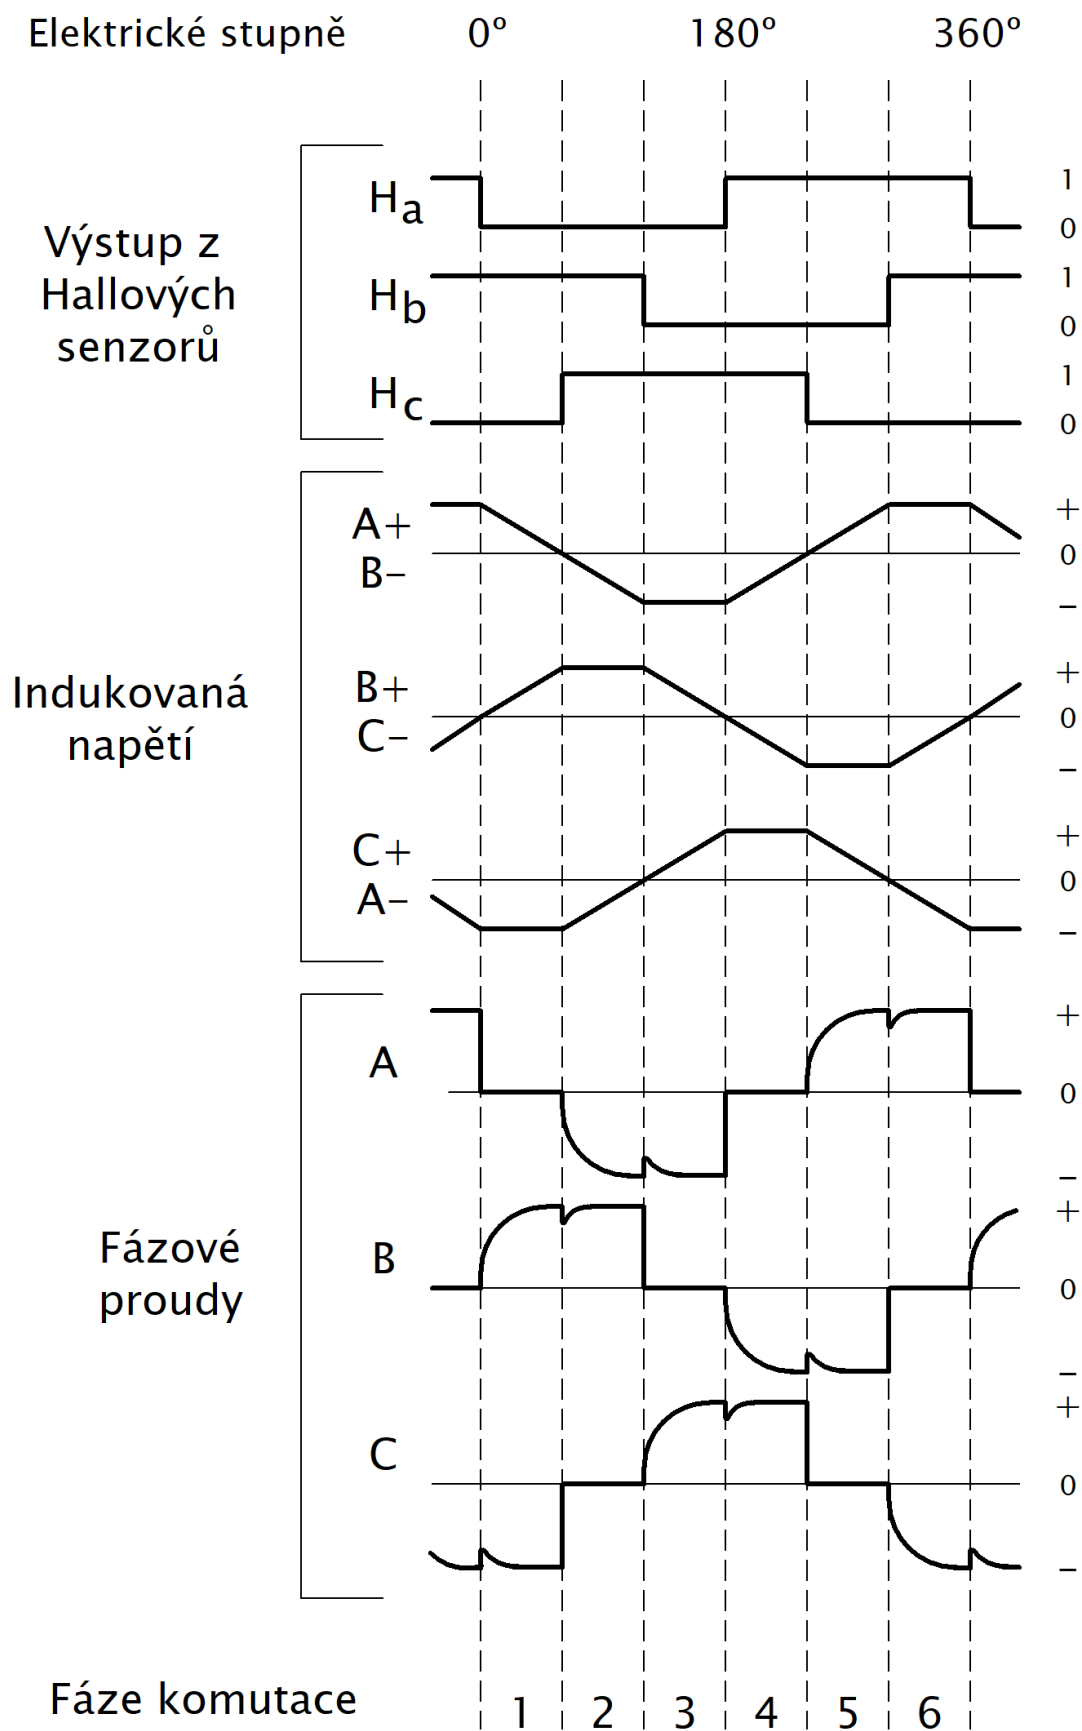 Elektrické stupně 0° 180° 360°
Výstup z
Hallových
senzorů
Ha 1
0
Hb 1
0
Hc 1
0
Indukovaná
napětí
A+ +
0
B− −
B+ +
0
C− −
C+ +
0
A− −
Fázové
proudy
A +
0
−
B +
0
−
C +
0
−
Fáze komutace 1 2 3 4 5 6